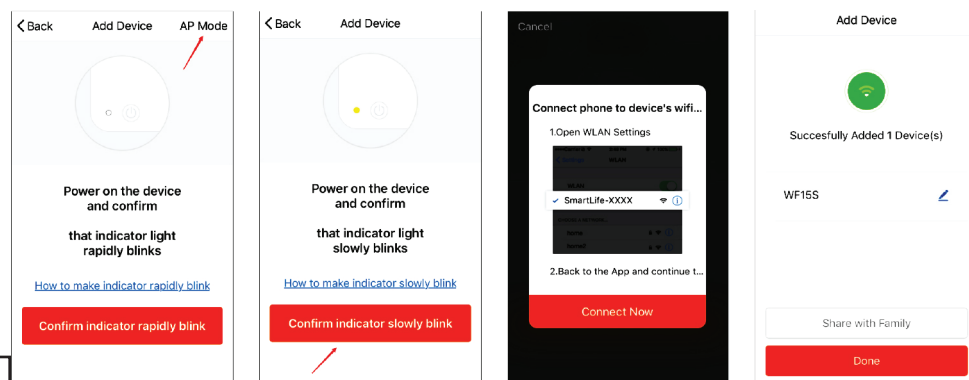 Back Add Device AP Mode
Power on the device
and confirm
that indicator light
rapidly blinks
How to make indicator rapidly blink
Confirm indicator rapidly blink
Back Add Device
Power on the device
and confirm
that indicator light
slowly blinks
How to make indicator slowly blink
Confirm indicator slowly blink
Cancel
Connect phone to device's wifi...
1.Open WLAN Settings
WLAN
WLAN
SmartLife-XXXX
2.Back to the App and continue t...
Connect Now
Add Device
Succesfully Added 1 Device(s)
WF15S
Share with Family
Done